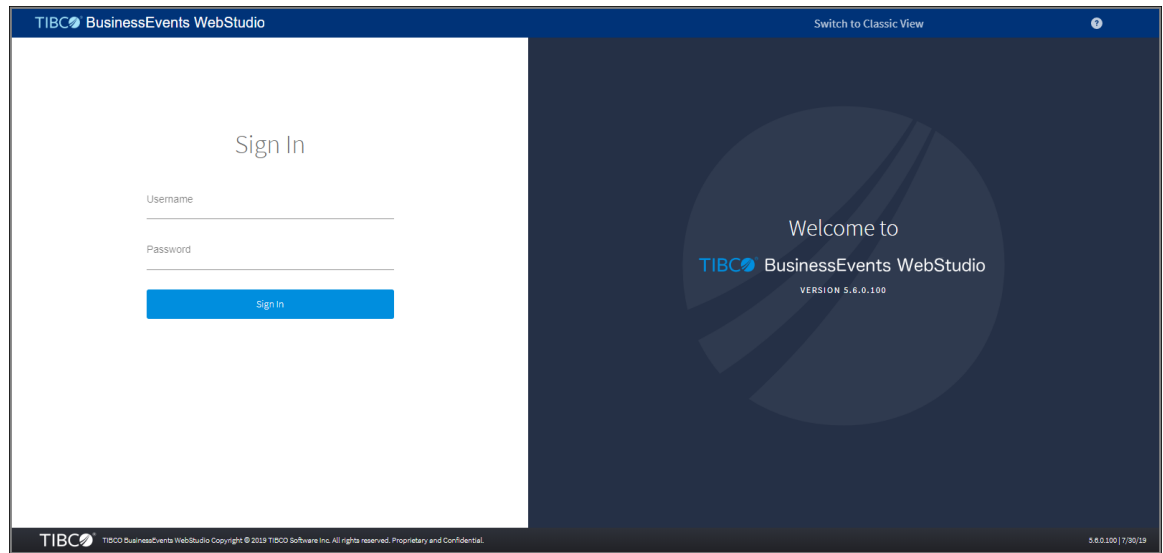 TIBCO® BusinessEvents WebStudio
Switch to Classic View
?
Sign In
Username
Password
Sign In
Welcome to
TIBCO® BusinessEvents WebStudio
VERSION 5.6.0.100
TIBCO® TIBCO BusinessEvents WebStudio Copyright © 2019 TIBCO Software Inc. All rights reserved. Proprietary and Confidential.
5.6.0.100 | 7/30/19